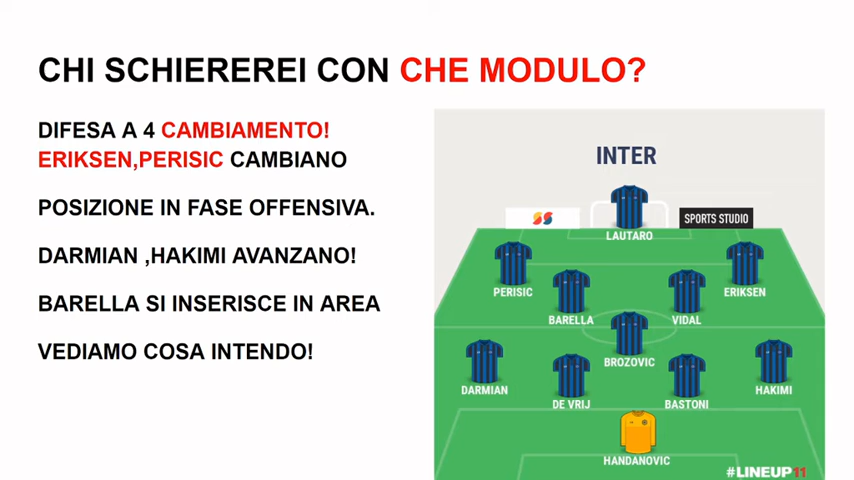 CHI SCHIEREREI CON CHE MODULO?
DIFESA A 4 CAMBIAMENTO!
ERIKSEN,PERISIC CAMBIANO
POSIZIONE IN FASE OFFENSIVA.
DARMIAN ,HAKIMI AVANZANO!
BARELLA SI INSERISCE IN AREA
VEDIAMO COSA INTENDO!
INTER
SS
SPORTS STUDIO
LAUTARO
PERISIC
ERIKSEN
BARELLA
VIDAL
BROZOVIC
DARMIAN
HAKIMI
DE VRIJ
BASTONI
HANDANOVIC
#LINEUP11